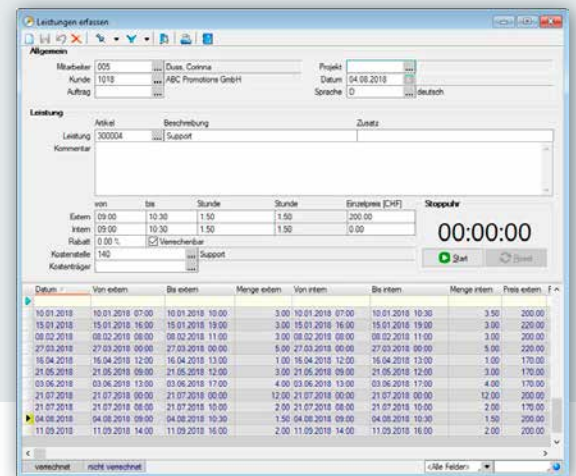 Leistungen erfassen
Allgemein
Mitarbeiter 005 ... Duss, Corinna Projekt ...
Kunde 1018 ... ABC Promotions GmbH Datum 04.08.2018
Auftrag ... Sprache D ... deutsch
Leistung
Artikel Beschreibung Zusatz
Leistung 300004 ... Support
Kommentar
von bis Stunde Stunde Einzelpreis [CHF] Stoppuhr
Extern 09:00 10:30 1.50 1.50 200.00
Intern 09:00 10:30 1.50 1.50 0.00 00:00:00
Rabatt 0.00 % Verrechenbar
Kostenstelle 140 ... Support Start Reset
Kostenträger ...
Datum Von extern Bis extern Menge extern Von intern Bis intern Menge intern Preis extern
10.01.2018 10.01.2018 07:00 10.01.2018 10:00 3.00 10.01.2018 07:00 10.01.2018 10:30 3.50 200.00
15.01.2018 15.01.2018 16:00 15.01.2018 19:00 3.00 15.01.2018 16:00 15.01.2018 19:00 3.00 220.00
08.02.2018 08.02.2018 08:00 08.02.2018 11:00 3.00 08.02.2018 08:00 08.02.2018 11:00 3.00 200.00
27.03.2018 27.03.2018 00:00 27.03.2018 00:00 5.00 27.03.2018 00:00 27.03.2018 00:00 5.00 220.00
16.04.2018 16.04.2018 12:00 16.04.2018 13:00 1.00 16.04.2018 12:00 16.04.2018 13:00 1.00 170.00
21.05.2018 21.05.2018 09:00 21.05.2018 12:00 3.00 21.05.2018 09:00 21.05.2018 12:00 3.00 170.00
03.06.2018 03.06.2018 13:00 03.06.2018 17:00 4.00 03.06.2018 13:00 03.06.2018 17:00 4.00 170.00
21.07.2018 21.07.2018 00:00 21.07.2018 00:00 12.00 21.07.2018 00:00 21.07.2018 00:00 12.00 200.00
21.07.2018 21.07.2018 08:00 21.07.2018 10:00 2.00 21.07.2018 08:00 21.07.2018 10:00 2.00 170.00
04.08.2018 04.08.2018 09:00 04.08.2018 10:30 1.50 04.08.2018 09:00 04.08.2018 10:30 1.50 200.00
11.09.2018 11.09.2018 14:00 11.09.2018 16:00 2.00 11.09.2018 14:00 11.09.2018 16:00 2.00 200.00
verrechnet nicht verrechnet <Alle Felder>